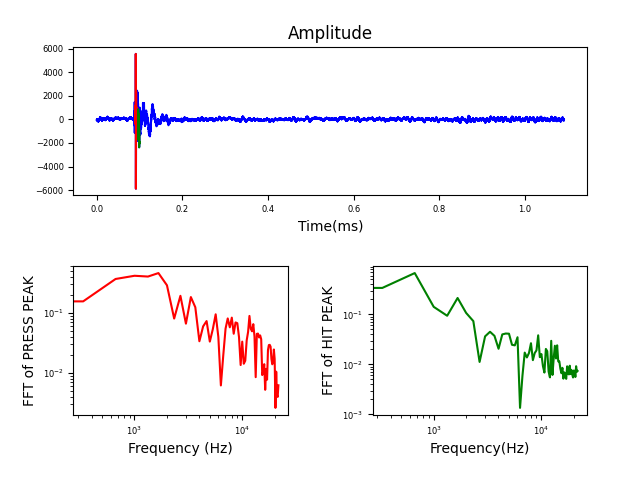 Amplitude
6000
4000
2000
0
−2000
−4000
−6000
0.0 0.2 0.4 0.6 0.8 1.0
Time(ms)
FFT of PRESS PEAK
10⁻¹
10⁻²
10³ 10⁴
Frequency (Hz)
FFT of HIT PEAK
10⁻¹
10⁻²
10⁻³
10³ 10⁴
Frequency(Hz)